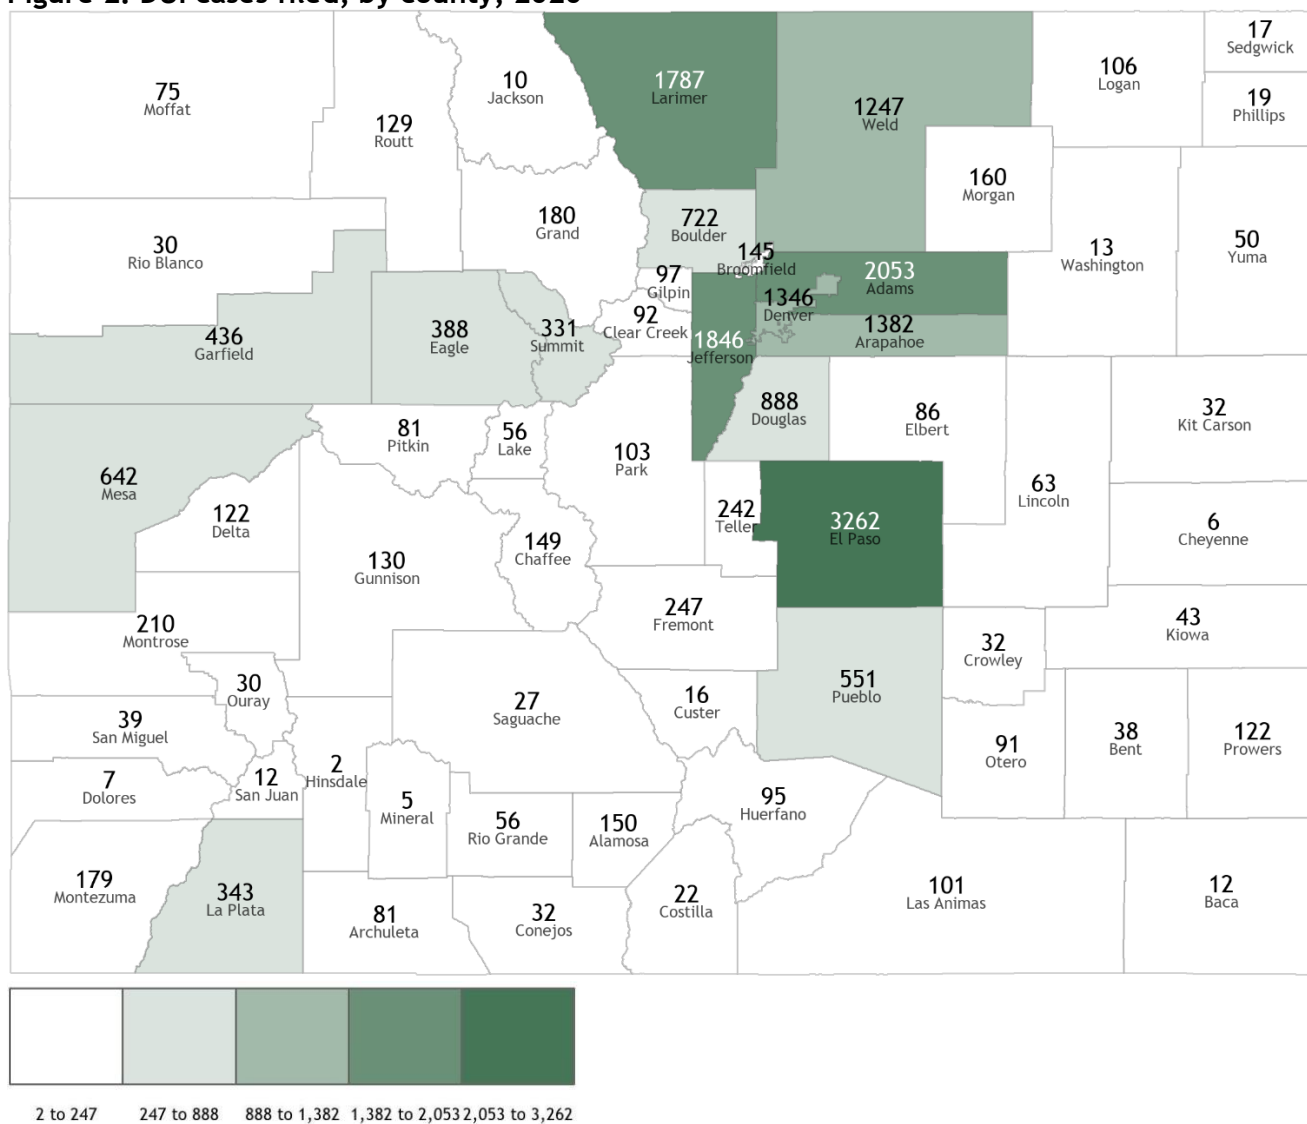 Figure 2. DUI cases filed, by county, 2020
75
Moffat
129
Routt
10
Jackson
1787
Larimer
1247
Weld
106
Logan
17
Sedgwick
19
Phillips
160
Morgan
30
Rio Blanco
180
Grand
722
Boulder
145
Broomfield
13
Washington
50
Yuma
436
Garfield
388
Eagle
331
Summit
97
Gilpin
92
Clear Creek
1846
Jefferson
2053
Adams
1346
Denver
1382
Arapahoe
642
Mesa
81
Pitkin
56
Lake
103
Park
888
Douglas
86
Elbert
63
Lincoln
32
Kit Carson
122
Delta
130
Gunnison
149
Chaffee
242
Teller
3262
El Paso
6
Cheyenne
210
Montrose
247
Fremont
32
Crowley
43
Kiowa
30
Ouray
39
San Miguel
27
Saguache
16
Custer
551
Pueblo
91
Otero
38
Bent
122
Prowers
7
Dolores
12
San Juan
2
Hinsdale
5
Mineral
56
Rio Grande
150
Alamosa
95
Huerfano
179
Montezuma
343
La Plata
81
Archuleta
32
Conejos
22
Costilla
101
Las Animas
12
Baca
2 to 247
247 to 888
888 to 1,382
1,382 to 2,053
2,053 to 3,262